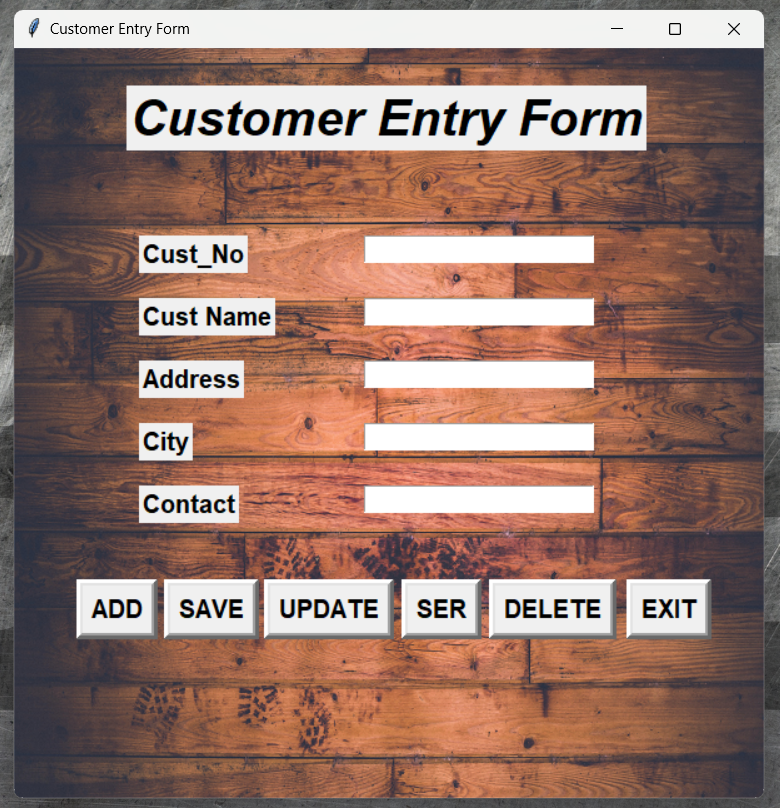 Customer Entry Form
Customer Entry Form
Cust_No
Cust Name
Address
City
Contact
ADD SAVE UPDATE SER DELETE EXIT